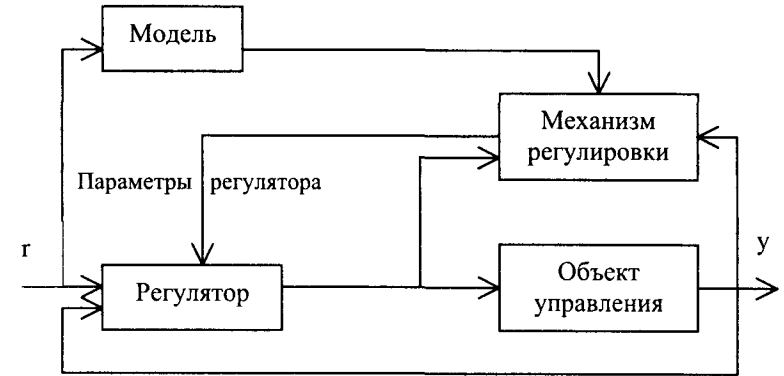 Модель
Механизм
регулировки
Параметры регулятора
r
y
Регулятор
Объект
управления